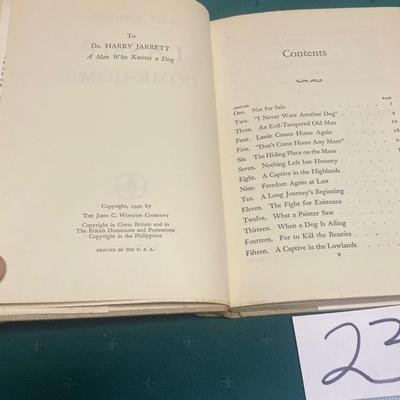 To
Dr. HARRY JARRETT
A Man Who Knows a Dog
Copyright, 1940, by
The John C. Winston Company
Copyright in Great Britain and in
The British Dominions and Possessions
Copyright in the Philippines
PRINTED IN THE U. S. A.
Contents
CHAPTER PAGE
One. Not for Sale 1
Two. "I Never Want Another Dog" 4
Three. An Evil-Tempered Old Man 10
Four. Lassie Comes Home Again
Five. "Don't Come Home Any More"
Six. The Hiding Place on the Moor
Seven. Nothing Left but Honesty
Eight. A Captive in the Highlands
Nine. Freedom Again at Last
Ten. A Long Journey's Beginning
Eleven. The Fight for Existence
Twelve. What a Painter Saw
Thirteen. When a Dog Is Ailing
Fourteen. For to Kill the Beasties
Fifteen. A Captive in the Lowlands
v
23